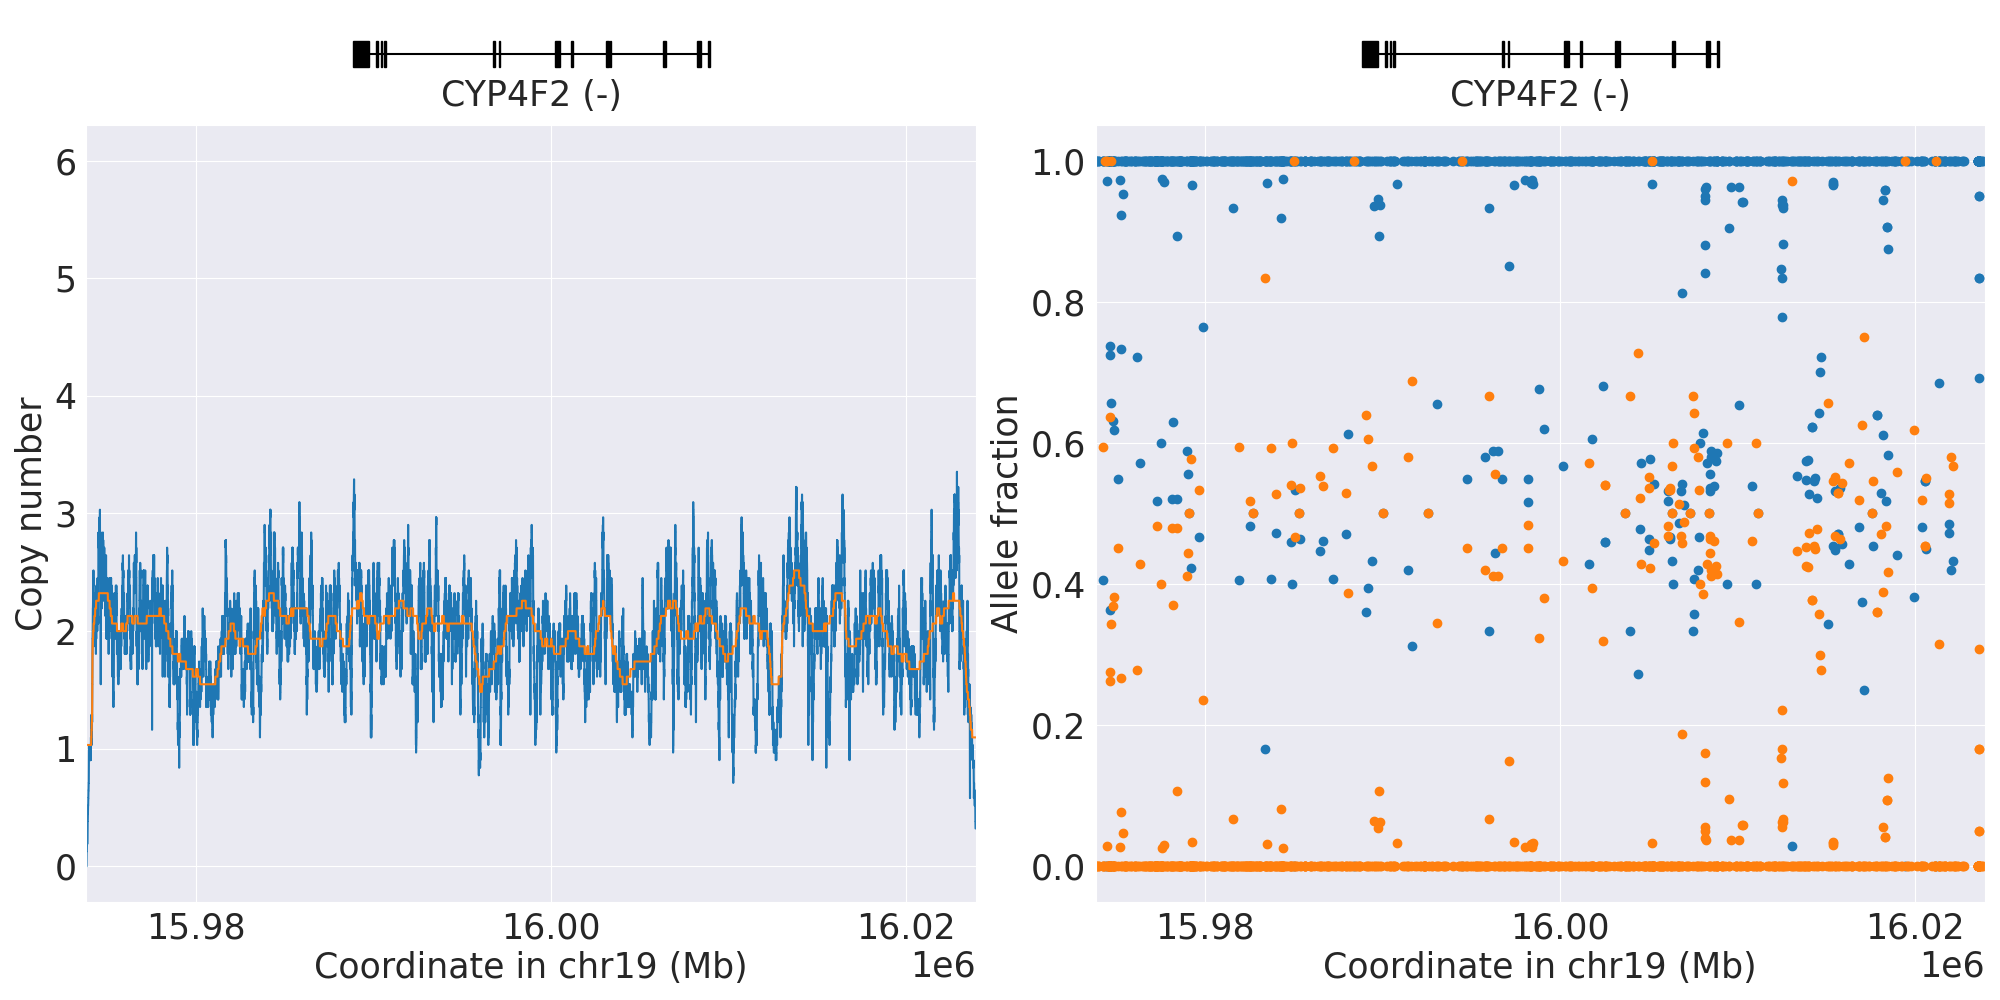 CYP4F2 (-)
6
5
4
3
2
1
0
Copy number
15.98
16.00
16.02
Coordinate in chr19 (Mb)
1e6
CYP4F2 (-)
1.0
0.8
0.6
0.4
0.2
0.0
Allele fraction
15.98
16.00
16.02
Coordinate in chr19 (Mb)
1e6